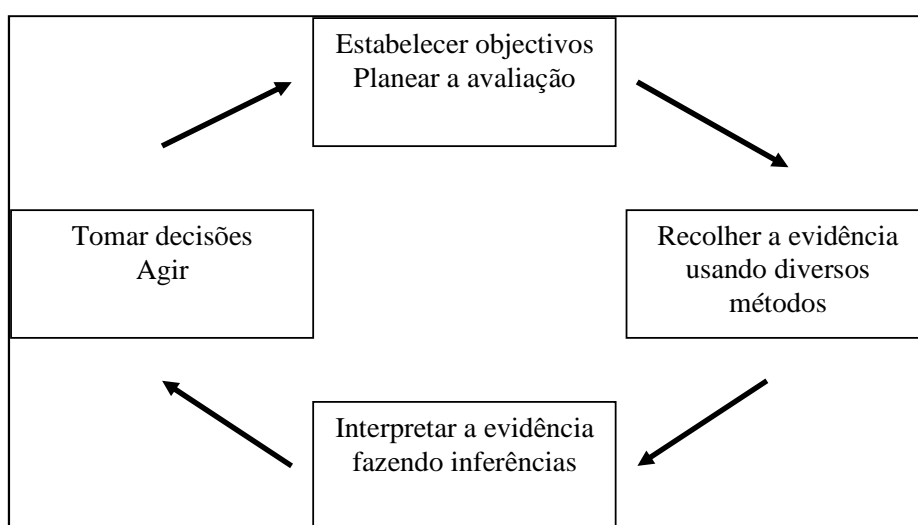 Estabelecer objectivos
Planear a avaliação
Tomar decisões
Agir
Recolher a evidência
usando diversos
métodos
Interpretar a evidência
fazendo inferências